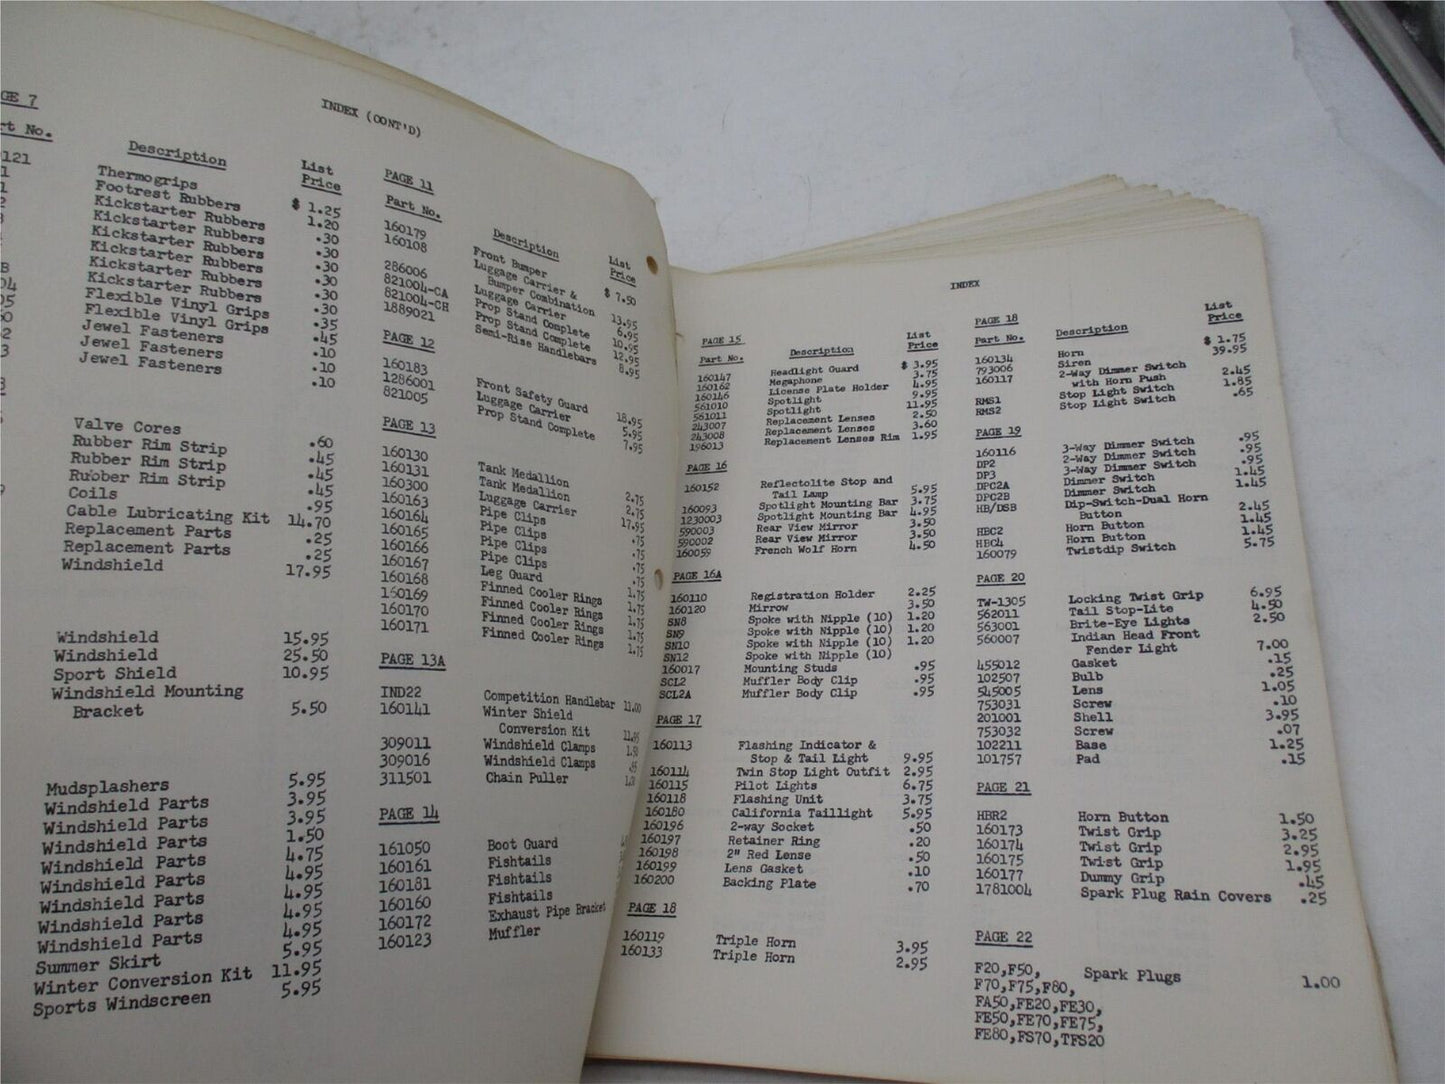 INDEX (CONT'D)
GE 7
rt No. Description List Price
121 Thermogrips $ 1.25
Footrest Rubbers 1.20
Kickstarter Rubbers .30
Kickstarter Rubbers .30
Kickstarter Rubbers .30
Kickstarter Rubbers .30
Kickstarter Rubbers .30
Flexible Vinyl Grips .35
Flexible Vinyl Grips .45
Jewel Fasteners .10
Jewel Fasteners .10
Jewel Fasteners .10
Valve Cores .60
Rubber Rim Strip .45
Rubber Rim Strip .45
Rubber Rim Strip .45
Coils .95
Cable Lubricating Kit 14.70
Replacement Parts .25
Replacement Parts .25
Windshield 17.95
Windshield 15.95
Windshield 25.50
Sport Shield 10.95
Windshield Mounting
Bracket 5.50
Mudsplashers 5.95
Windshield Parts 3.95
Windshield Parts 3.95
Windshield Parts 1.50
Windshield Parts 4.75
Windshield Parts 4.95
Windshield Parts 4.95
Windshield Parts 4.95
Windshield Parts 4.95
Summer Skirt 5.95
Winter Conversion Kit 11.95
Sports Windscreen 5.95
PAGE 11
Part No. Description List Price
160179 Front Bumper $ 7.50
160108 Luggage Carrier &
Bumper Combination 13.95
286006 Luggage Carrier 6.95
821004-CA Prop Stand Complete 10.95
821004-CH Prop Stand Complete 12.95
1889021 Semi-Rise Handlebars 8.95
PAGE 12
160183 Front Safety Guard 18.95
1286001 Luggage Carrier 5.95
821005 Prop Stand Complete 7.95
PAGE 13
160130 Tank Medallion 2.75
160131 Tank Medallion 2.75
160300 Luggage Carrier 17.95
160163 Pipe Clips .75
160164 Pipe Clips .75
160165 Pipe Clips .75
160166 Pipe Clips .75
160167 Leg Guard 1.75
160168 Finned Cooler Rings 1.75
160169 Finned Cooler Rings 1.75
160170 Finned Cooler Rings 1.75
160171 Finned Cooler Rings 1.75
PAGE 13A
IND22 Competition Handlebar 11.00
160141 Winter Shield
Conversion Kit 11.95
309011 Windshield Clamps
309016 Windshield Clamps .95
311501 Chain Puller
PAGE 14
161050 Boot Guard
160161 Fishtails
160181 Fishtails
160160 Fishtails
160172 Exhaust Pipe Bracket
160123 Muffler
INDEX
PAGE 15
Part No. Description List Price
160147 Headlight Guard $ 3.95
160162 Megaphone 3.75
160146 License Plate Holder 4.95
561010 Spotlight 9.95
561011 Spotlight 11.95
243007 Replacement Lenses 2.50
243008 Replacement Lenses 3.60
196013 Replacement Lenses Rim 1.95
PAGE 16
160152 Reflectolite Stop and
Tail Lamp 5.95
160093 Spotlight Mounting Bar 3.75
1230003 Spotlight Mounting Bar 4.95
590003 Rear View Mirror 3.50
590002 Rear View Mirror 3.50
160059 French Wolf Horn 4.50
PAGE 16A
160110 Registration Holder 2.25
160120 Mirrow 3.50
SN8 Spoke with Nipple (10) 1.20
SN9 Spoke with Nipple (10) 1.20
SN10 Spoke with Nipple (10) 1.20
SN12 Spoke with Nipple (10)
160017 Mounting Studs .95
SCL2 Muffler Body Clip .95
SCL2A Muffler Body Clip .95
PAGE 17
160113 Flashing Indicator &
Stop & Tail Light 9.95
160114 Twin Stop Light Outfit 2.95
160115 Pilot Lights 6.75
160118 Flashing Unit 3.75
160180 California Taillight 5.95
160196 2-way Socket .50
160197 Retainer Ring .20
160198 2" Red Lense .50
160199 Lens Gasket .10
160200 Backing Plate .70
PAGE 18
160119 Triple Horn 3.95
160133 Triple Horn 2.95
PAGE 18
Part No. Description List Price
160134 Horn $ 1.75
793006 Siren 39.95
160117 2-Way Dimmer Switch
with Horn Push 2.45
RMS1 Stop Light Switch 1.85
RMS2 Stop Light Switch .65
PAGE 19
160116 3-Way Dimmer Switch .95
DP2 2-Way Dimmer Switch .95
DP3 3-Way Dimmer Switch .95
DPC2A Dimmer Switch 1.45
DPC2B Dimmer Switch 1.45
HB/DSB Dip-Switch-Dual Horn
Button 2.45
HBC2 Horn Button 1.45
HBC4 Horn Button 1.45
160079 Twistdip Switch 5.75
PAGE 20
TW-1305 Locking Twist Grip 6.95
562011 Tail Stop-Lite 4.50
563001 Brite-Eye Lights 2.50
560007 Indian Head Front
Fender Light 7.00
455012 Gasket .15
102507 Bulb .25
545005 Lens 1.05
753031 Screw .10
201001 Shell 3.95
753032 Screw .07
102211 Base 1.25
101757 Pad .15
PAGE 21
HBR2 Horn Button 1.50
160173 Twist Grip 3.25
160174 Twist Grip 2.95
160175 Twist Grip 1.95
160177 Dummy Grip .45
1781004 Spark Plug Rain Covers .25
PAGE 22
F20,F50, Spark Plugs 1.00
F70,F75,F80,
FA50,FE20,FE30,
FE50,FE70,FE75,
FE80,FS70,TFS20